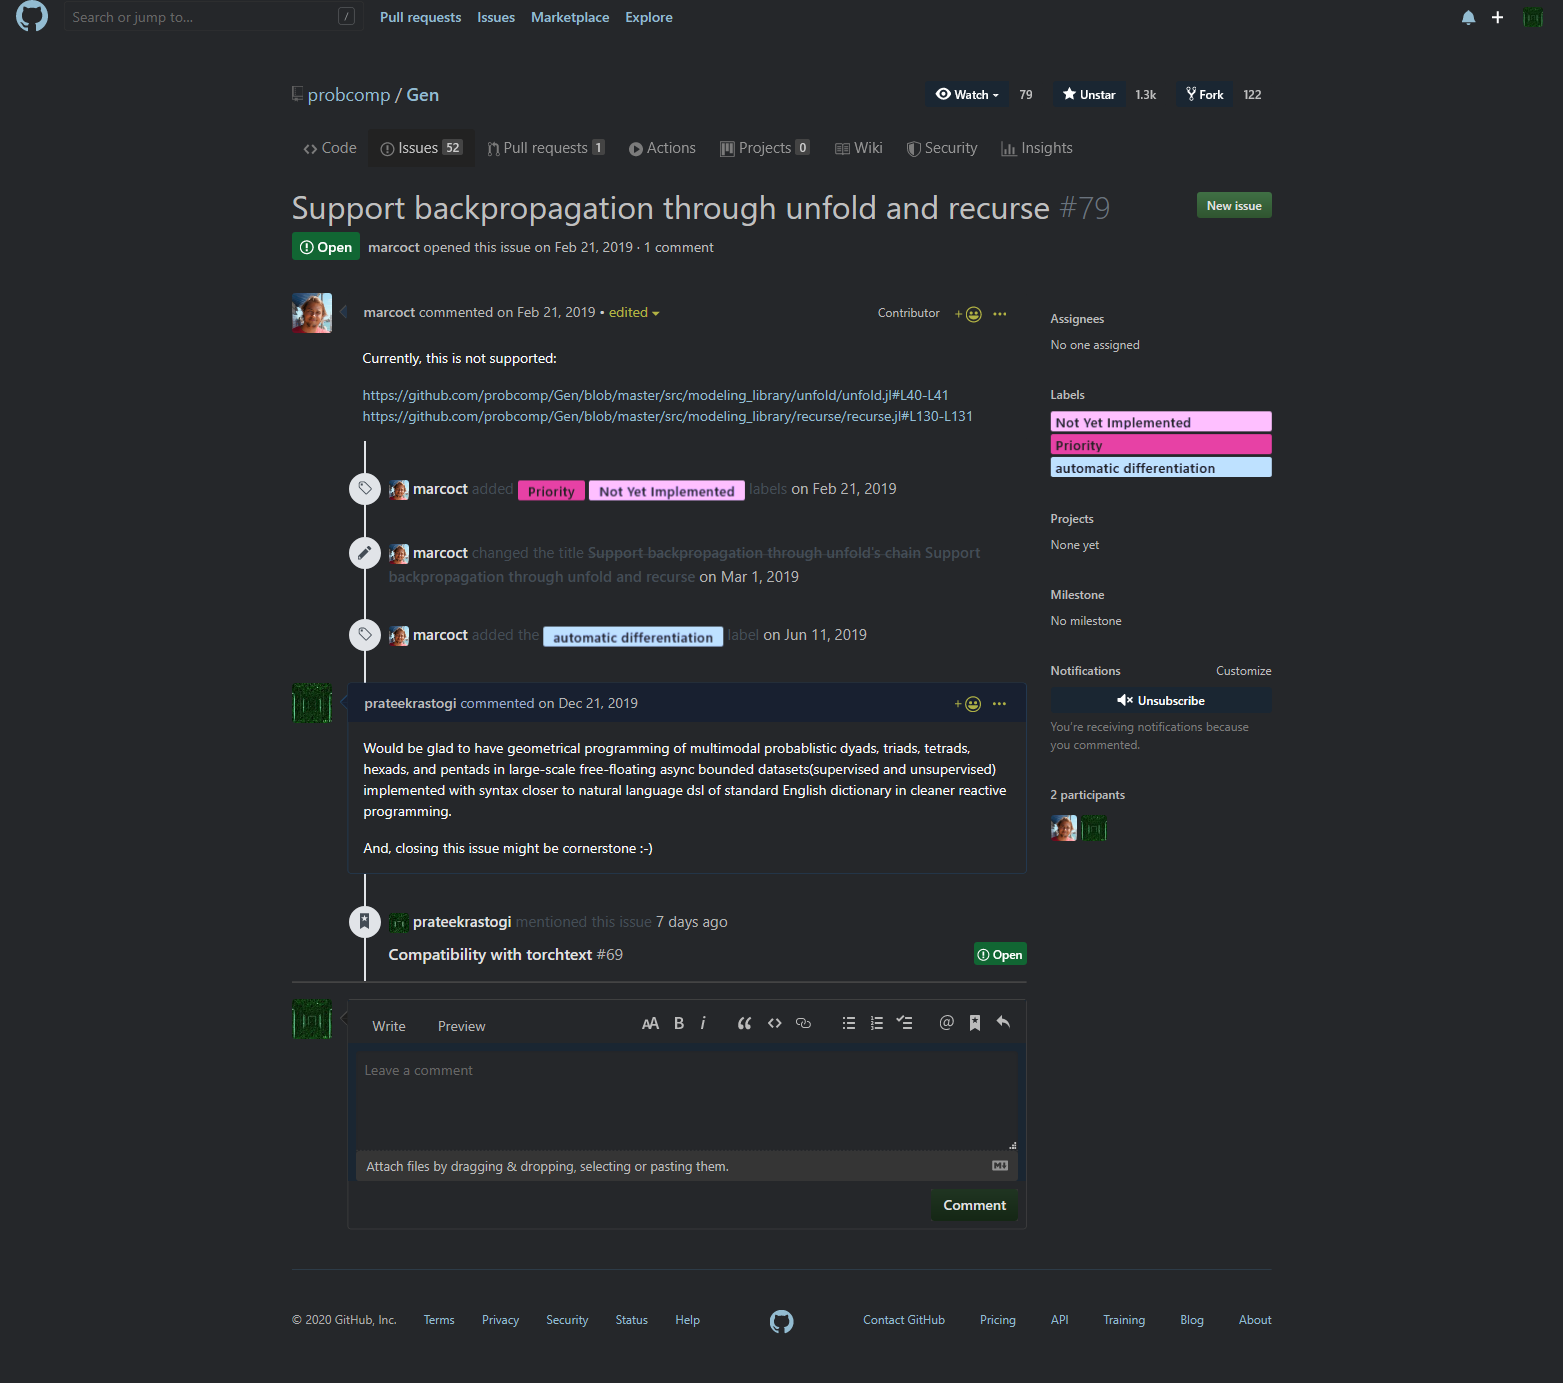 Search or jump to... /
Pull requests Issues Marketplace Explore
probcomp / Gen
Watch 79 Unstar 1.3k Fork 122
Code Issues 52 Pull requests 1 Actions Projects 0 Wiki Security Insights
Support backpropagation through unfold and recurse #79
New issue
Open marcoct opened this issue on Feb 21, 2019 · 1 comment
marcoct commented on Feb 21, 2019 • edited
Contributor
Currently, this is not supported:
https://github.com/probcomp/Gen/blob/master/src/modeling_library/unfold/unfold.jl#L40-L41
https://github.com/probcomp/Gen/blob/master/src/modeling_library/recurse/recurse.jl#L130-L131
marcoct added Priority Not Yet Implemented labels on Feb 21, 2019
marcoct changed the title Support backpropagation through unfold's chain Support
backpropagation through unfold and recurse on Mar 1, 2019
marcoct added the automatic differentiation label on Jun 11, 2019
prateekrastogi commented on Dec 21, 2019
Would be glad to have geometrical programming of multimodal probablistic dyads, triads, tetrads,
hexads, and pentads in large-scale free-floating async bounded datasets(supervised and unsupervised)
implemented with syntax closer to natural language dsl of standard English dictionary in cleaner reactive
programming.
And, closing this issue might be cornerstone :-)
prateekrastogi mentioned this issue 7 days ago
Compatibility with torchtext #69
Open
Write Preview
AA B i @
Leave a comment
Attach files by dragging & dropping, selecting or pasting them.
Comment
Assignees
No one assigned
Labels
Not Yet Implemented
Priority
automatic differentiation
Projects
None yet
Milestone
No milestone
Notifications Customize
Unsubscribe
You're receiving notifications because
you commented.
2 participants
© 2020 GitHub, Inc. Terms Privacy Security Status Help Contact GitHub Pricing API Training Blog About